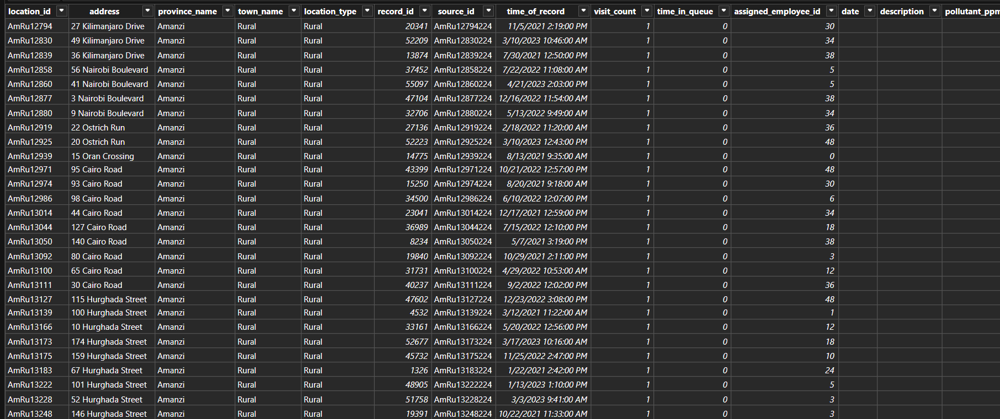 location_id address province_name town_name location_type record_id source_id time_of_record visit_count time_in_queue assigned_employee_id date description pollutant_ppm
AmRu12794 27 Kilimanjaro Drive Amanzi Rural Rural 20341 AmRu12794224 11/5/2021 2:19:00 PM 1 0 30
AmRu12830 49 Kilimanjaro Drive Amanzi Rural Rural 52209 AmRu12830224 3/10/2023 10:46:00 AM 1 0 34
AmRu12839 36 Kilimanjaro Drive Amanzi Rural Rural 13874 AmRu12839224 7/30/2021 12:50:00 PM 1 0 38
AmRu12858 56 Nairobi Boulevard Amanzi Rural Rural 37452 AmRu12858224 7/22/2022 11:08:00 AM 1 0 5
AmRu12860 41 Nairobi Boulevard Amanzi Rural Rural 55097 AmRu12860224 4/21/2023 2:03:00 PM 1 0 5
AmRu12877 3 Nairobi Boulevard Amanzi Rural Rural 47104 AmRu12877224 12/16/2022 11:54:00 AM 1 0 38
AmRu12880 9 Nairobi Boulevard Amanzi Rural Rural 32706 AmRu12880224 5/13/2022 9:49:00 AM 1 0 34
AmRu12919 22 Ostrich Run Amanzi Rural Rural 27136 AmRu12919224 2/18/2022 11:20:00 AM 1 0 36
AmRu12925 20 Ostrich Run Amanzi Rural Rural 52223 AmRu12925224 3/10/2023 12:43:00 PM 1 0 48
AmRu12939 15 Oran Crossing Amanzi Rural Rural 14775 AmRu12939224 8/13/2021 9:35:00 AM 1 0 0
AmRu12971 95 Cairo Road Amanzi Rural Rural 43399 AmRu12971224 10/21/2022 12:57:00 PM 1 0 48
AmRu12974 93 Cairo Road Amanzi Rural Rural 15250 AmRu12974224 8/20/2021 9:18:00 AM 1 0 30
AmRu12986 98 Cairo Road Amanzi Rural Rural 34500 AmRu12986224 6/10/2022 12:07:00 PM 1 0 6
AmRu13014 44 Cairo Road Amanzi Rural Rural 23041 AmRu13014224 12/17/2021 12:59:00 PM 1 0 34
AmRu13044 127 Cairo Road Amanzi Rural Rural 36989 AmRu13044224 7/15/2022 12:10:00 PM 1 0 18
AmRu13050 140 Cairo Road Amanzi Rural Rural 8234 AmRu13050224 5/7/2021 3:19:00 PM 1 0 38
AmRu13092 80 Cairo Road Amanzi Rural Rural 19840 AmRu13092224 10/29/2021 2:11:00 PM 1 0 3
AmRu13100 65 Cairo Road Amanzi Rural Rural 31731 AmRu13100224 4/29/2022 10:53:00 AM 1 0 12
AmRu13111 30 Cairo Road Amanzi Rural Rural 40237 AmRu13111224 9/2/2022 12:02:00 PM 1 0 36
AmRu13127 115 Hurghada Street Amanzi Rural Rural 47602 AmRu13127224 12/23/2022 3:08:00 PM 1 0 48
AmRu13139 100 Hurghada Street Amanzi Rural Rural 4532 AmRu13139224 3/12/2021 11:22:00 AM 1 0 1
AmRu13166 10 Hurghada Street Amanzi Rural Rural 33161 AmRu13166224 5/20/2022 12:56:00 PM 1 0 12
AmRu13173 174 Hurghada Street Amanzi Rural Rural 52677 AmRu13173224 3/17/2023 10:16:00 AM 1 0 18
AmRu13175 159 Hurghada Street Amanzi Rural Rural 45732 AmRu13175224 11/25/2022 2:47:00 PM 1 0 10
AmRu13183 67 Hurghada Street Amanzi Rural Rural 1326 AmRu13183224 1/22/2021 2:42:00 PM 1 0 24
AmRu13222 101 Hurghada Street Amanzi Rural Rural 48905 AmRu13222224 1/13/2023 1:10:00 PM 1 0 5
AmRu13228 52 Hurghada Street Amanzi Rural Rural 51758 AmRu13228224 3/3/2023 9:41:00 AM 1 0 3
AmRu13248 146 Hurghada Street Amanzi Rural Rural 19391 AmRu13248224 10/22/2021 11:33:00 AM 1 0 3